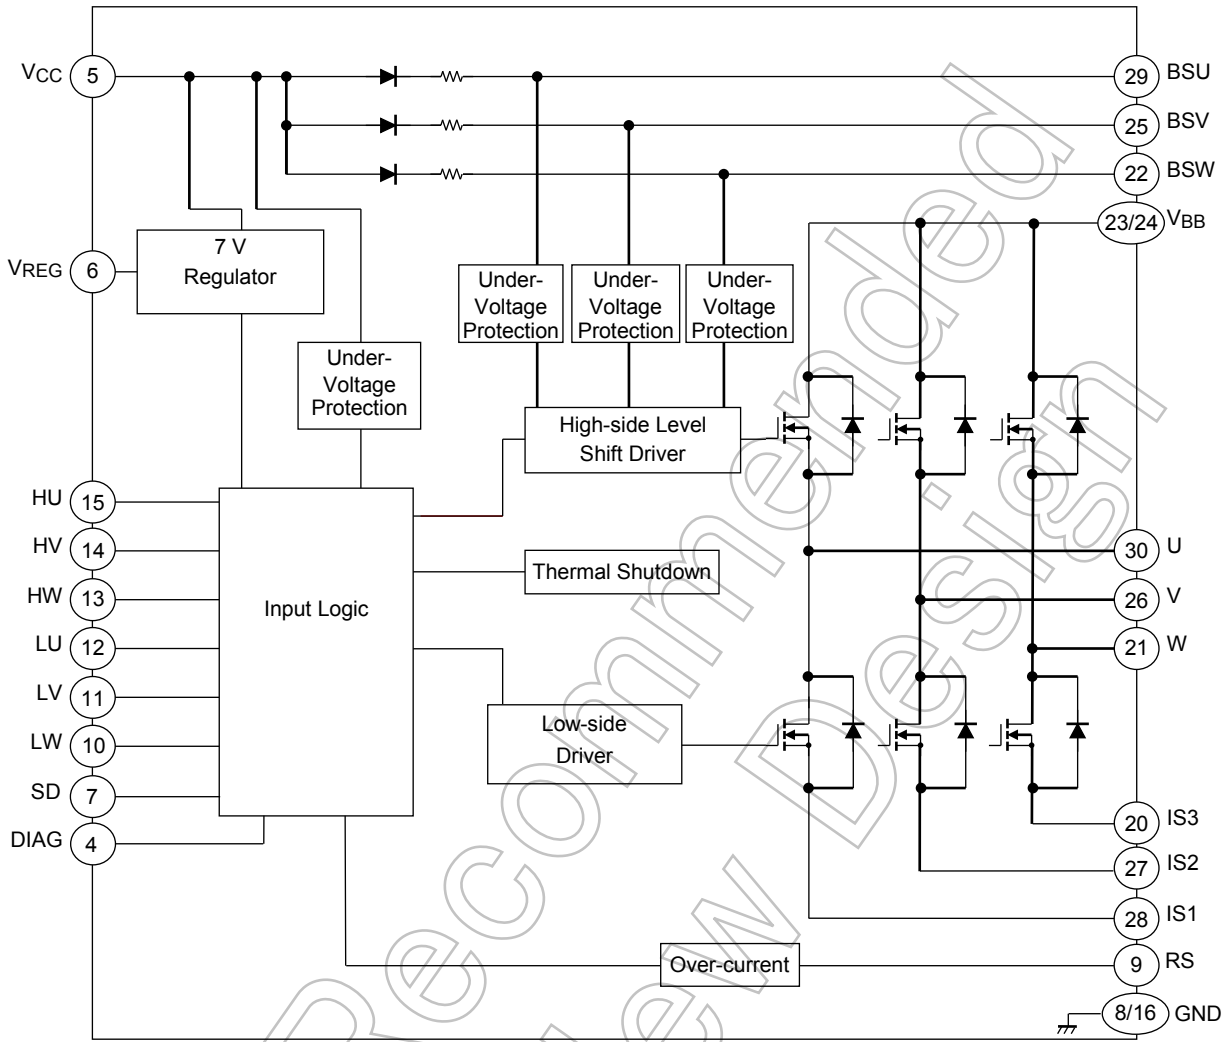 VCC 5
29 BSU
25 BSV
22 BSW
23/24 VBB
VREG 6
7 V
Regulator
Under-
Voltage
Protection
Under-
Voltage
Protection
Under-
Voltage
Protection
Under-
Voltage
Protection
High-side Level
Shift Driver
HU 15
HV 14
HW 13
LU 12
LV 11
LW 10
SD 7
DIAG 4
Input Logic
Thermal Shutdown
Low-side
Driver
30 U
26 V
21 W
20 IS3
27 IS2
28 IS1
Over-current
9 RS
8/16 GND
Recommended
New Design